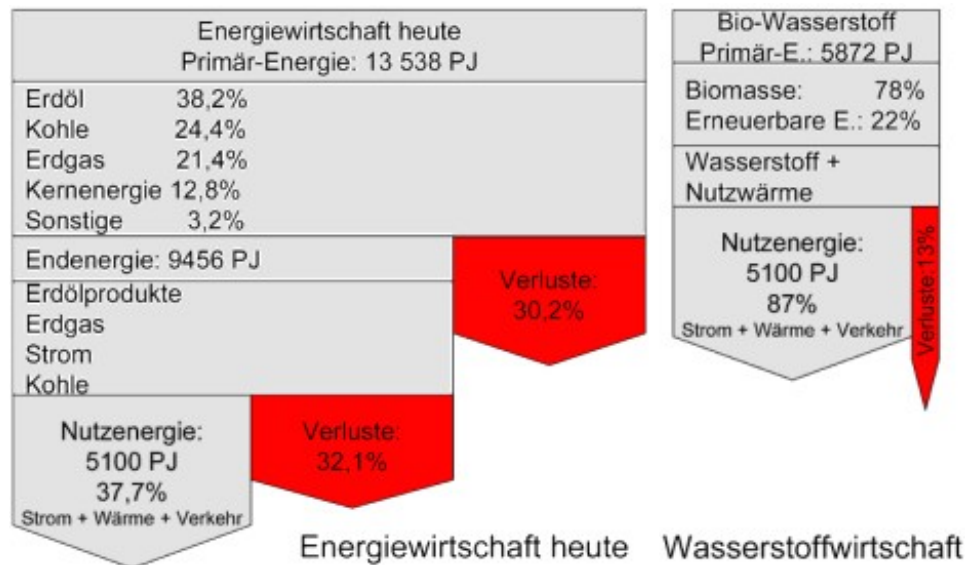 Energiewirtschaft heute
Primär-Energie: 13 538 PJ
Erdöl 38,2%
Kohle 24,4%
Erdgas 21,4%
Kernenergie 12,8%
Sonstige 3,2%
Endenergie: 9456 PJ
Erdölprodukte
Erdgas
Strom
Kohle
Verluste:
30,2%
Nutzenergie:
5100 PJ
37,7%
Strom + Wärme + Verkehr
Verluste:
32,1%
Energiewirtschaft heute
Bio-Wasserstoff
Primär-E.: 5872 PJ
Biomasse: 78%
Erneuerbare E.: 22%
Wasserstoff +
Nutzwärme
Nutzenergie:
5100 PJ
87%
Strom + Wärme + Verkehr
Verluste:13%
Wasserstoffwirtschaft